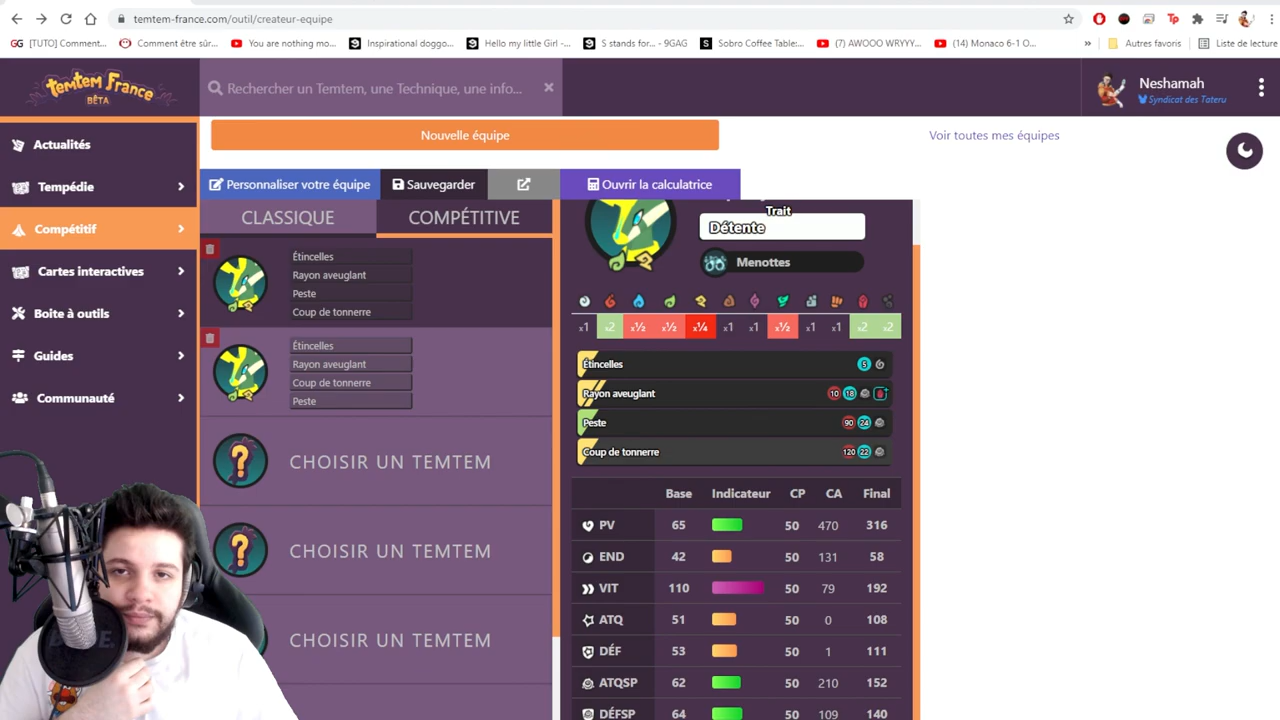 temtem-france.com/outil/createur-equipe
[TUTO] Comment... Comment être sûr... You are nothing mo... Inspirational doggo... Hello my little Girl -... S stands for... - 9GAG Sobro Coffee Table:... (7) AWOOO WRYYY... (14) Monaco 6-1 O... » Autres favoris Liste de lecture
temtem France
BÊTA
Rechercher un Temtem, une Technique, une info...
Neshamah
Syndicat des Tateru
Actualités
Tempédie
Compétitif
Cartes interactives
Boite à outils
Guides
Communauté
Nouvelle équipe
Voir toutes mes équipes
Personnaliser votre équipe
Sauvegarder
Ouvrir la calculatrice
CLASSIQUE
COMPÉTITIVE
Étincelles
Rayon aveuglant
Peste
Coup de tonnerre
Étincelles
Rayon aveuglant
Coup de tonnerre
Peste
CHOISIR UN TEMTEM
CHOISIR UN TEMTEM
CHOISIR UN TEMTEM
Trait
Détente
Menottes
x1 x2 x½ x½ x¼ x1 x1 x½ x1 x1 x2 x2
Étincelles 5
Rayon aveuglant 10 18
Peste 90 24
Coup de tonnerre 120 22
Base Indicateur CP CA Final
PV 65 50 470 316
END 42 50 131 58
VIT 110 50 79 192
ATQ 51 50 0 108
DÉF 53 50 1 111
ATQSP 62 50 210 152
DÉFSP 64 50 109 140